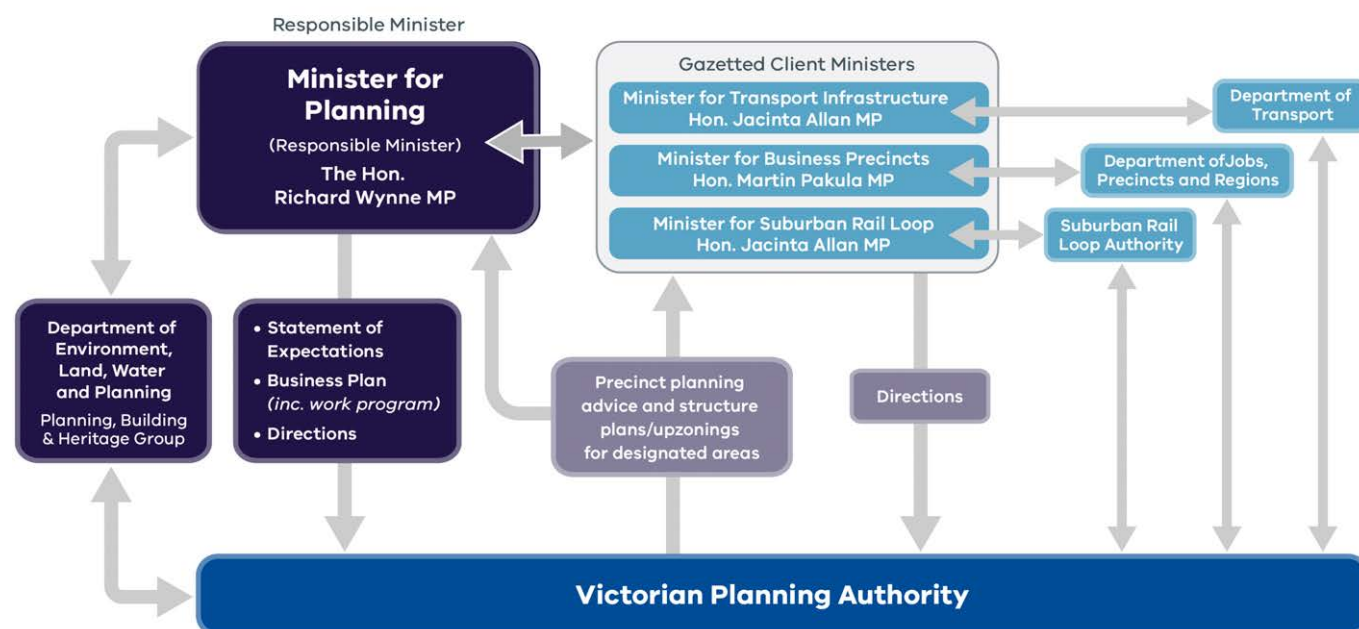 Responsible Minister
Minister for
Planning
(Responsible Minister)
The Hon.
Richard Wynne MP
Gazetted Client Ministers
Minister for Transport Infrastructure
Hon. Jacinta Allan MP
Minister for Business Precincts
Hon. Martin Pakula MP
Minister for Suburban Rail Loop
Hon. Jacinta Allan MP
Department of
Transport
Department of Jobs,
Precincts and Regions
Suburban Rail
Loop Authority
Department of
Environment,
Land, Water
and Planning
Planning, Building
& Heritage Group
• Statement of
Expectations
• Business Plan
(inc. work program)
• Directions
Precinct planning
advice and structure
plans/upzonings
for designated areas
Directions
Victorian Planning Authority